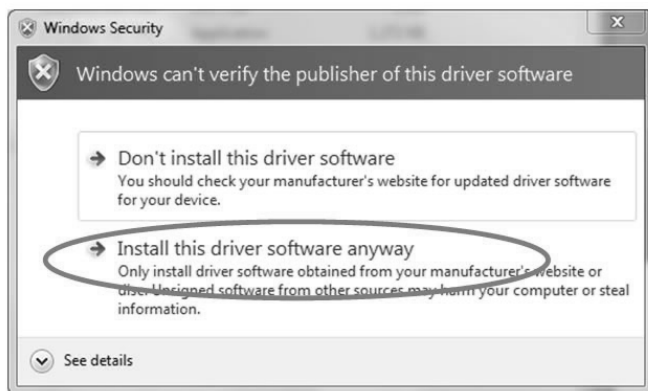 Windows Security
Windows can't verify the publisher of this driver software
Don't install this driver software
You should check your manufacturer's website for updated driver software
for your device.
Install this driver software anyway
Only install driver software obtained from your manufacturer's website or
disc. Unsigned software from other sources may harm your computer or steal
information.
See details